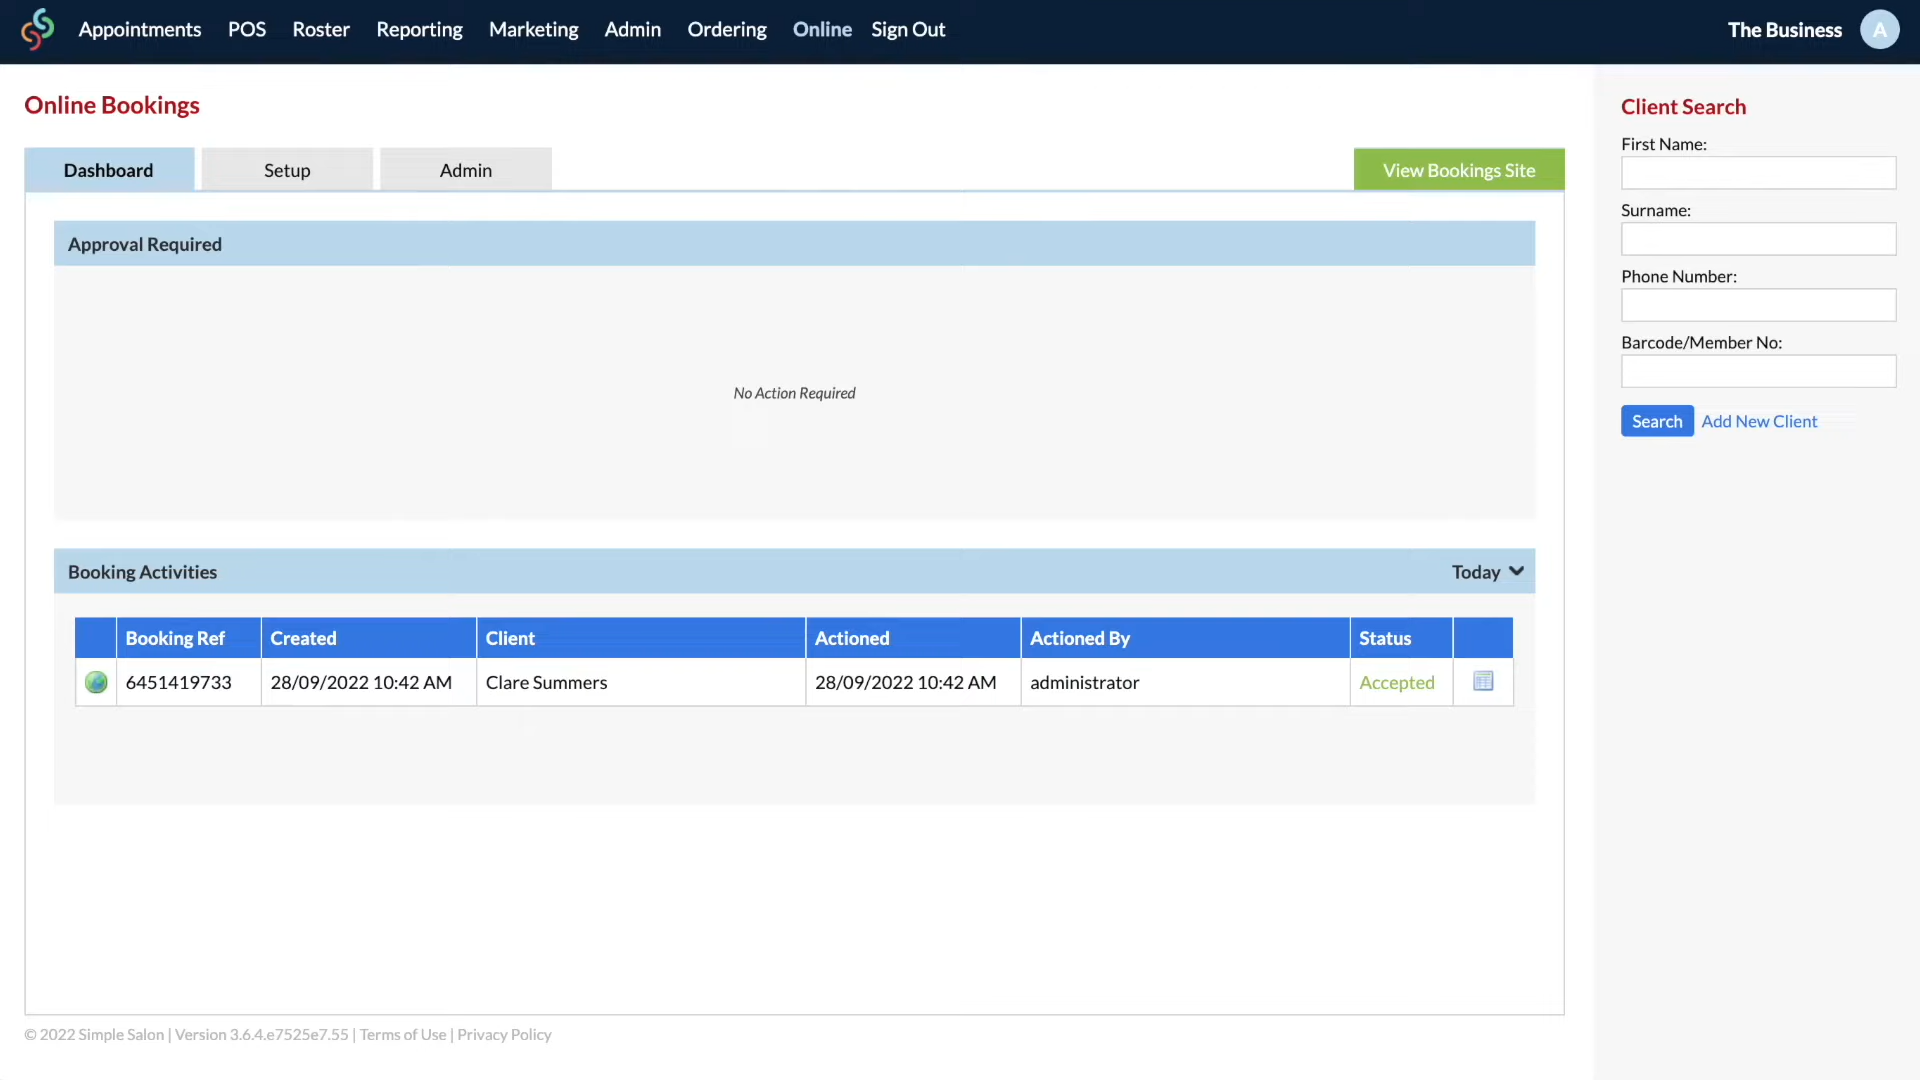 Appointments POS Roster Reporting Marketing Admin Ordering Online Sign Out The Business A
Online Bookings
Dashboard Setup Admin View Bookings Site
Approval Required
No Action Required
Booking Activities Today
Booking Ref Created Client Actioned Actioned By Status
6451419733 28/09/2022 10:42 AM Clare Summers 28/09/2022 10:42 AM administrator Accepted
© 2022 Simple Salon | Version 3.6.4.e7525e7.55 | Terms of Use | Privacy Policy
Client Search
First Name:
Surname:
Phone Number:
Barcode/Member No:
Search Add New Client